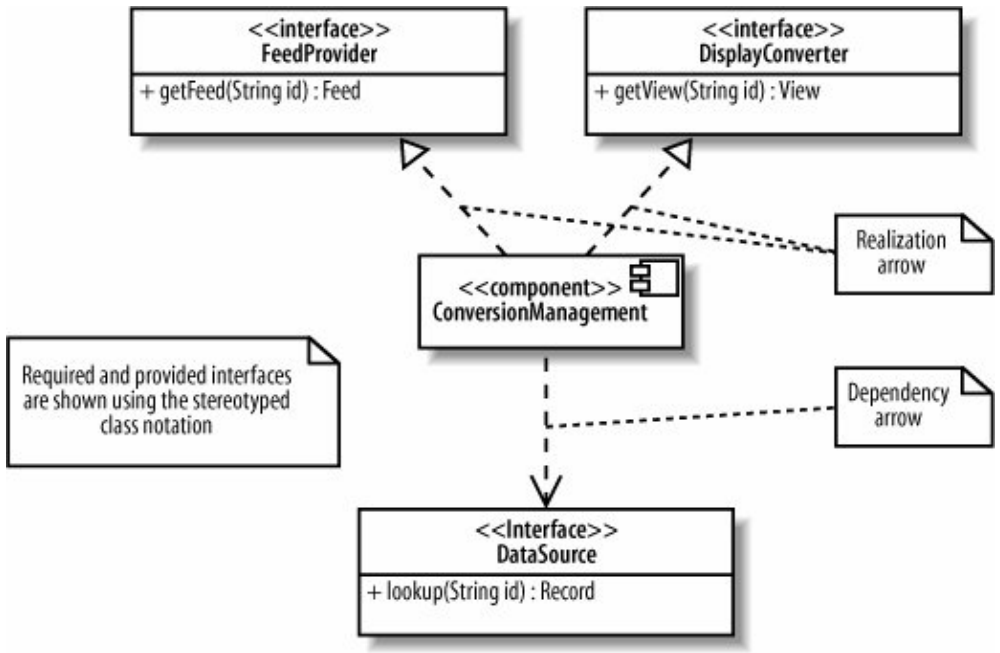 <<interface>>
FeedProvider
+ getFeed(String id) : Feed
<<interface>>
DisplayConverter
+ getView(String id) : View
Realization
arrow
<<component>>
ConversionManagement
Required and provided interfaces
are shown using the stereotyped
class notation
Dependency
arrow
<<Interface>>
DataSource
+ lookup(String id) : Record